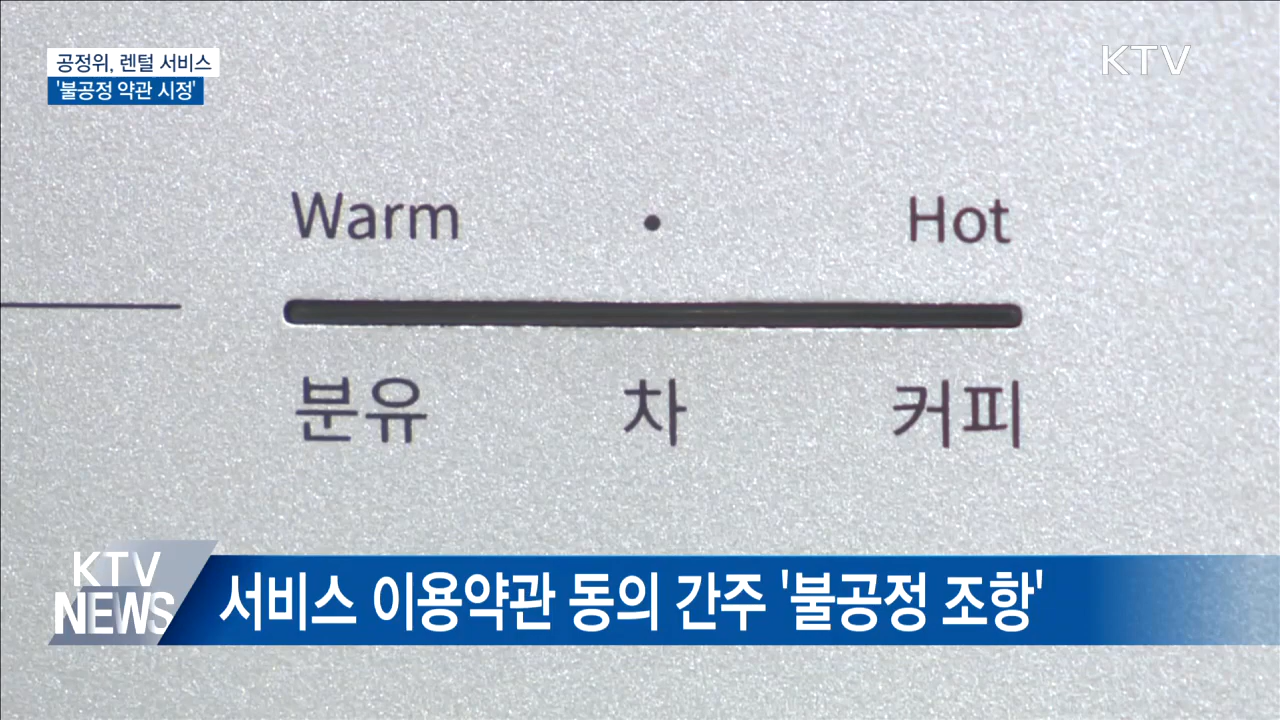 공정위, 렌털 서비스
'불공정 약관 시정'
KTV
Warm • Hot
분유 차 커피
KTV
NEWS
서비스 이용약관 동의 간주 '불공정 조항'